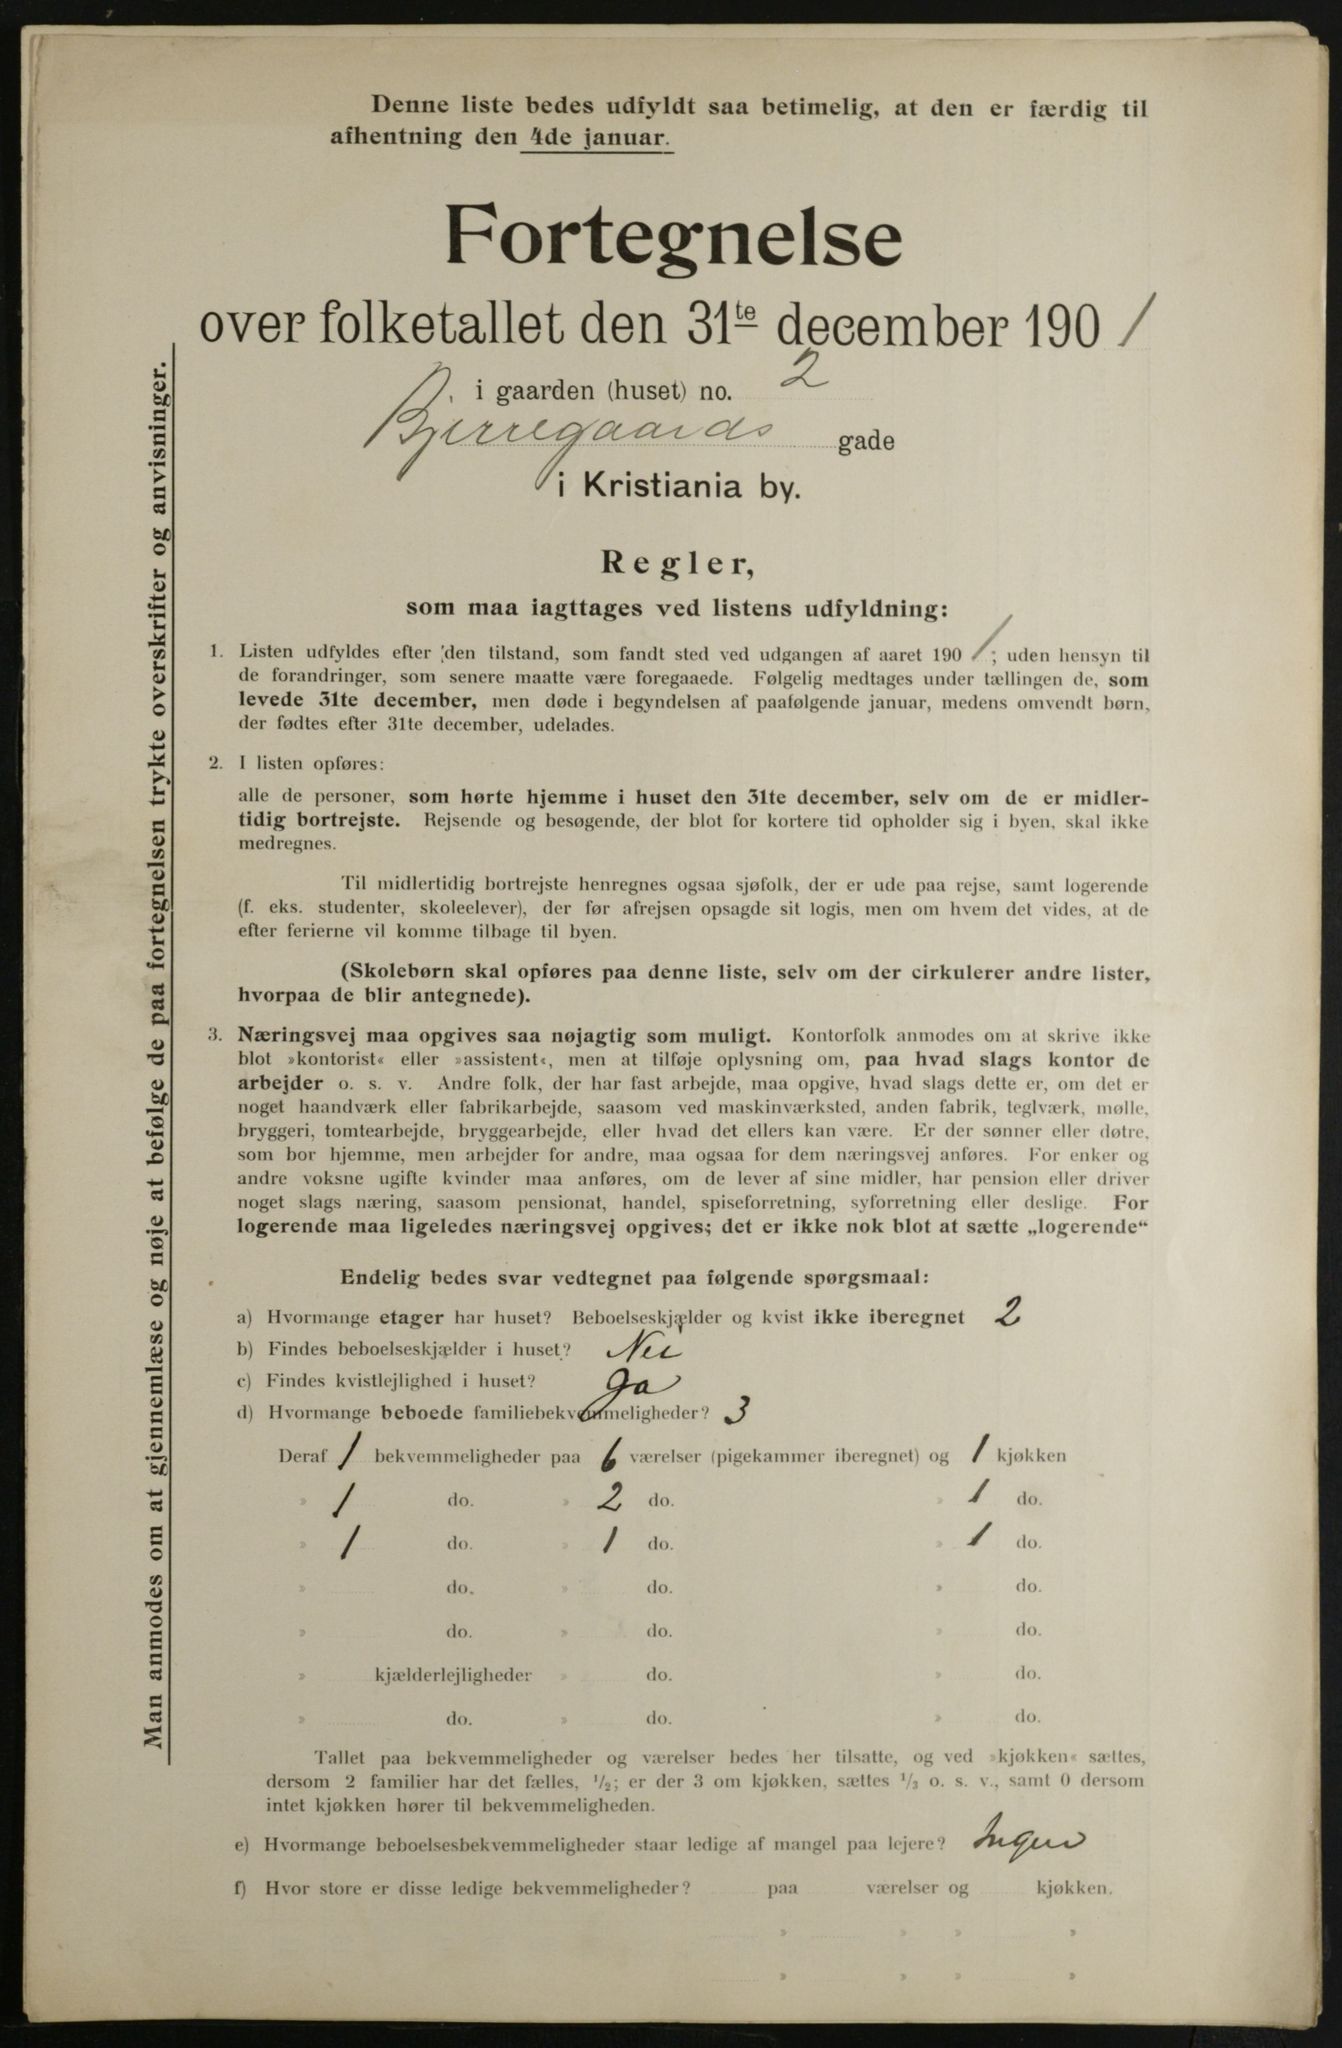 Denne liste bedes udfyldt saa betimelig, at den er færdig til
afhentning den 4de januar.
Fortegnelse
over folketallet den 31te december 1901
i gaarden (huset) no. 2
Bjerregaards gade
i Kristiania by.
Regler,
som maa iagttages ved listens udfyldning:
1. Listen udfyldes efter den tilstand, som fandt sted ved udgangen af aaret 1901; uden hensyn til
de forandringer, som senere maatte være foregaaede. Følgelig medtages under tællingen de, som
levede 31te december, men døde i begyndelsen af paafølgende januar, medens omvendt børn,
der fødtes efter 31te december, udelades.
2. I listen opføres:
alle de personer, som hørte hjemme i huset den 31te december, selv om de er midler-
tidig bortrejste. Rejsende og besøgende, der blot for kortere tid opholder sig i byen, skal ikke
medregnes.
Til midlertidig bortrejste henregnes ogsaa sjøfolk, der er ude paa rejse, samt logerende
(f. eks. studenter, skoleelever), der før afrejsen opsagde sit logis, men om hvem det vides, at de
efter ferierne vil komme tilbage til byen.
(Skolebørn skal opføres paa denne liste, selv om der cirkulerer andre lister,
hvorpaa de blir antegnede).
3. Næringsvej maa opgives saa nøjagtig som muligt. Kontorfolk anmodes om at skrive ikke
blot »kontorist« eller »assistent«, men at tilføje oplysning om, paa hvad slags kontor de
arbejder o. s. v. Andre folk, der har fast arbejde, maa opgive, hvad slags dette er, om det er
noget haandværk eller fabrikarbejde, saasom ved maskinværksted, anden fabrik, teglværk, mølle,
bryggeri, tomtearbejde, bryggearbejde, eller hvad det ellers kan være. Er der sønner eller døtre,
som bor hjemme, men arbejder for andre, maa ogsaa for dem næringsvej anføres. For enker og
andre voksne ugifte kvinder maa anføres, om de lever af sine midler, har pension eller driver
noget slags næring, saasom pensionat, handel, spiseforretning, syforretning eller deslige. For
logerende maa ligeledes næringsvej opgives; det er ikke nok blot at sætte „logerende“
Endelig bedes svar vedtegnet paa følgende spørgsmaal:
a) Hvormange etager har huset? Beboelseskjælder og kvist ikke iberegnet 2
b) Findes beboelseskjælder i huset? Nei
c) Findes kvistlejlighed i huset? Ja
d) Hvormange beboede familiebekvemmeligheder? 3
Deraf 1 bekvemmeligheder paa 6 værelser (pigekammer iberegnet) og 1 kjøkken
» 1 do. » 2 do. » 1 do.
» 1 do. » 1 do. » 1 do.
» do. » do. » do.
» do. » do. » do.
» kjælderlejligheder » do. » do.
» do. » do. » do.
Tallet paa bekvemmeligheder og værelser bedes her tilsatte, og ved »kjøkken« sættes,
dersom 2 familier har det fælles, 1/2; er der 3 om kjøkken, sættes 1/3 o. s. v., samt 0 dersom
intet kjøkken hører til bekvemmeligheden.
e) Hvormange beboelsesbekvemmeligheder staar ledige af mangel paa lejere? Ingen
f) Hvor store er disse ledige bekvemmeligheder? paa værelser og kjøkken.
» » » »
» » » »
Man anmodes om at gjennemlæse og nøje at befølge de paa fortegnelsen trykte overskrifter og anvisninger.